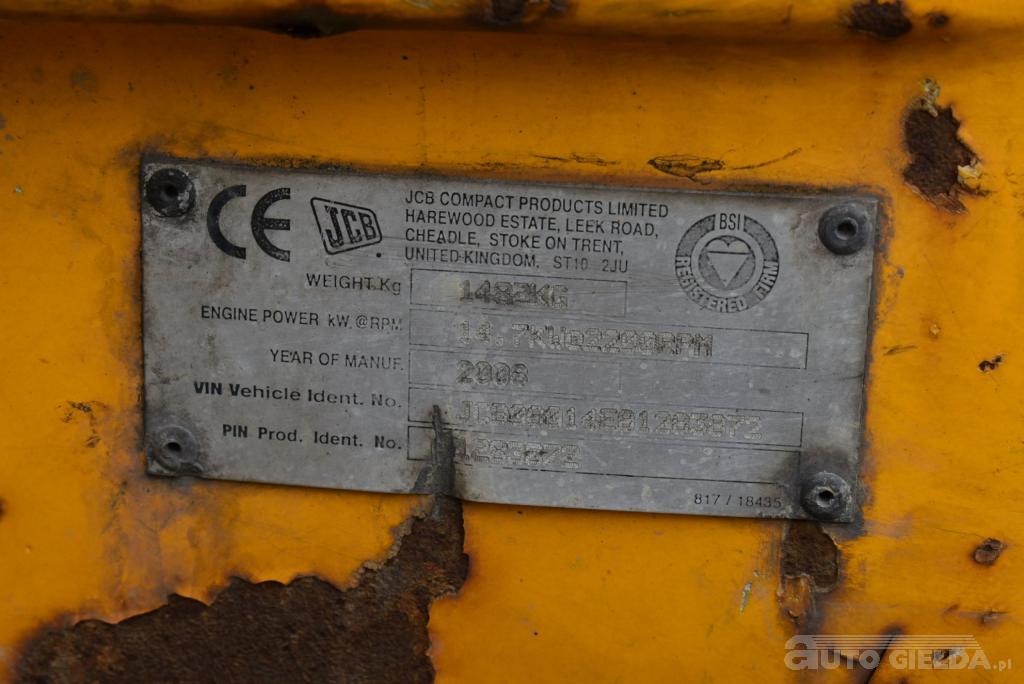 CE
JCB
JCB COMPACT PRODUCTS LIMITED
HAREWOOD ESTATE, LEEK ROAD,
CHEADLE, STOKE ON TRENT,
UNITED KINGDOM, ST10 2JU
BSI
REGISTERED FIRM
WEIGHT Kg 1482KG
ENGINE POWER kW.@RPM
YEAR OF MANUF.
VIN Vehicle Ident. No.
PIN Prod. Ident. No.
817 / 18435
AUTO GIEŁDA.pl